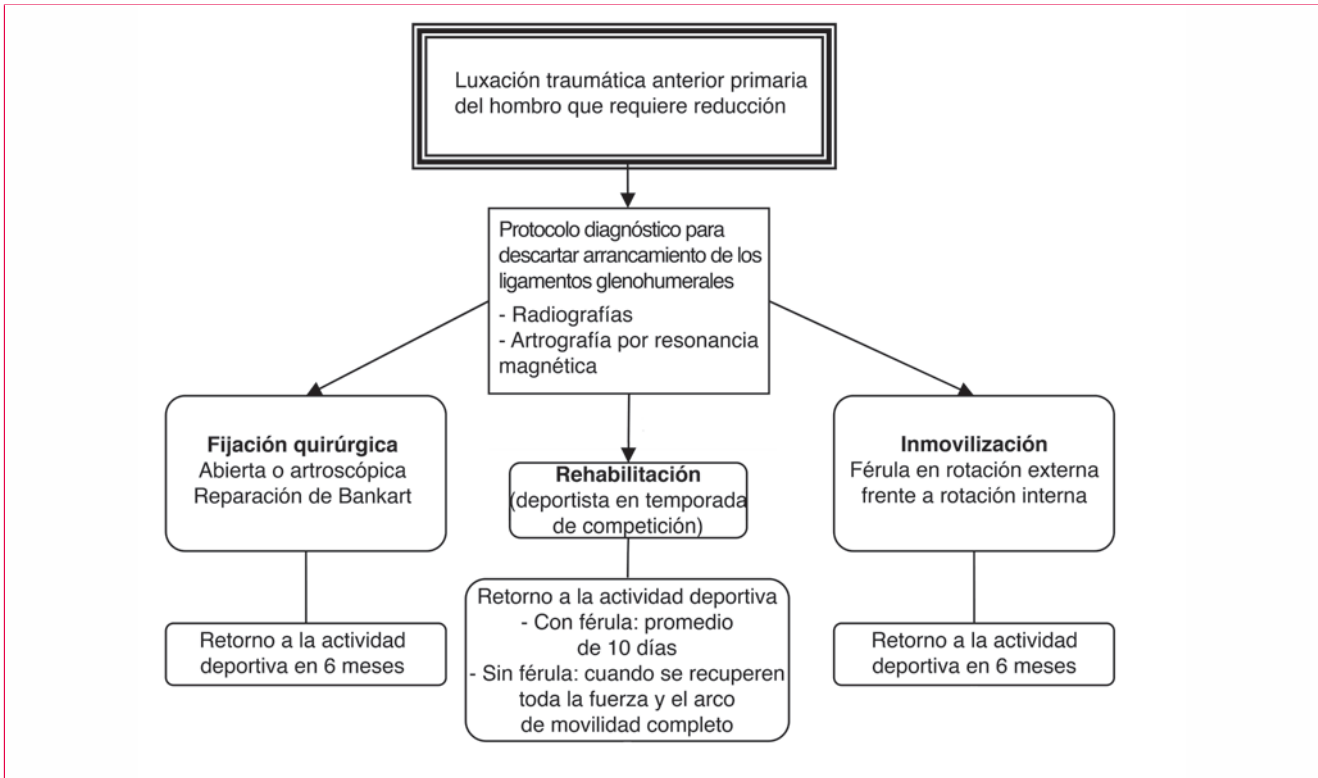 Luxación traumática anterior primaria
del hombro que requiere reducción
Protocolo diagnóstico para
descartar arrancamiento de los
ligamentos glenohumerales
- Radiografías
- Artrografía por resonancia
magnética
Fijación quirúrgica
Abierta o artroscópica
Reparación de Bankart
Rehabilitación
(deportista en temporada
de competición)
Inmovilización
Férula en rotación externa
frente a rotación interna
Retorno a la actividad
deportiva en 6 meses
Retorno a la actividad deportiva
- Con férula: promedio
de 10 días
- Sin férula: cuando se recuperen
toda la fuerza y el arco
de movilidad completo
Retorno a la actividad
deportiva en 6 meses